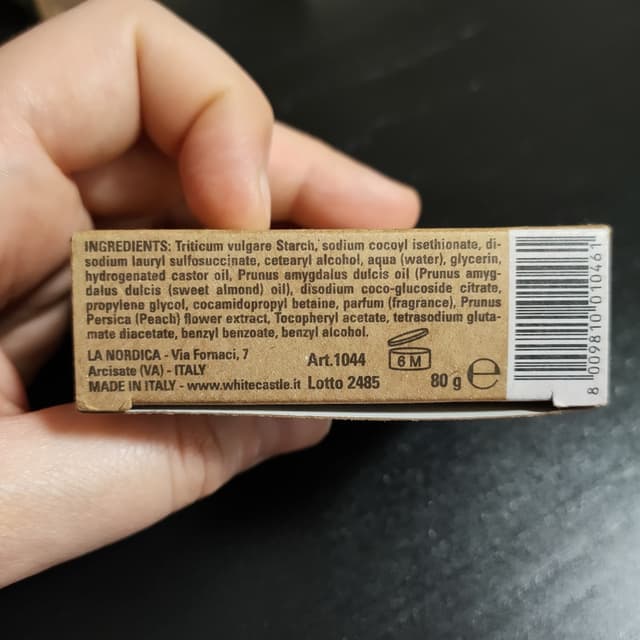 INGREDIENTS: Triticum vulgare Starch, sodium cocoyl isethionate, di-
sodium lauryl sulfosuccinate, cetearyl alcohol, aqua (water), glycerin,
hydrogenated castor oil, Prunus amygdalus dulcis oil (Prunus amyg-
dalus dulcis (sweet almond) oil), disodium coco-glucoside citrate,
propylene glycol, cocamidopropyl betaine, parfum (fragrance), Prunus
Persica (Peach) flower extract, Tocopheryl acetate, tetrasodium gluta-
mate diacetate, benzyl benzoate, benzyl alcohol.
LA NORDICA - Via Fornaci, 7
Arcisate (VA) - ITALY
MADE IN ITALY - www.whitecastle.it
Art.1044
Lotto 2485
6 M
80 g e
8 009810 010461